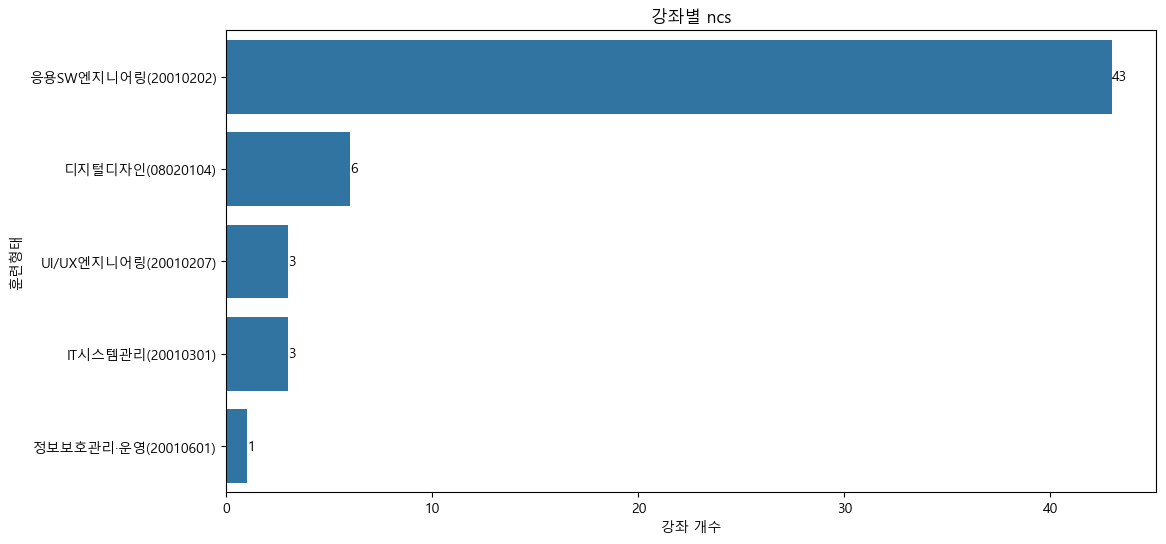 강좌별 ncs
훈련형태
응용SW엔지니어링(20010202)
43
디지털디자인(08020104)
6
UI/UX엔지니어링(20010207)
3
IT시스템관리(20010301)
3
정보보호관리·운영(20010601)
1
0
10
20
30
40
강좌 개수